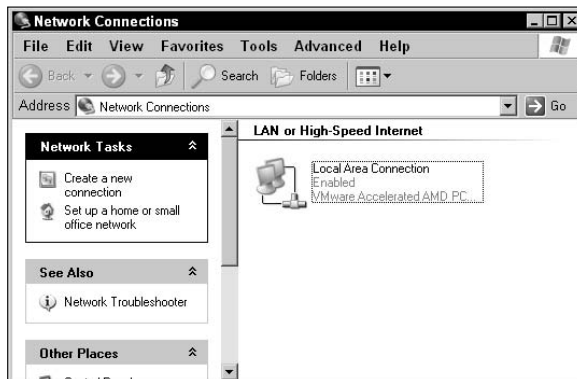 Network Connections
File Edit View Favorites Tools Advanced Help
Back Search Folders
Address Network Connections Go
Network Tasks
Create a new
connection
Set up a home or small
office network
See Also
Network Troubleshooter
Other Places
LAN or High-Speed Internet
Local Area Connection
Enabled
VMware Accelerated AMD PC...